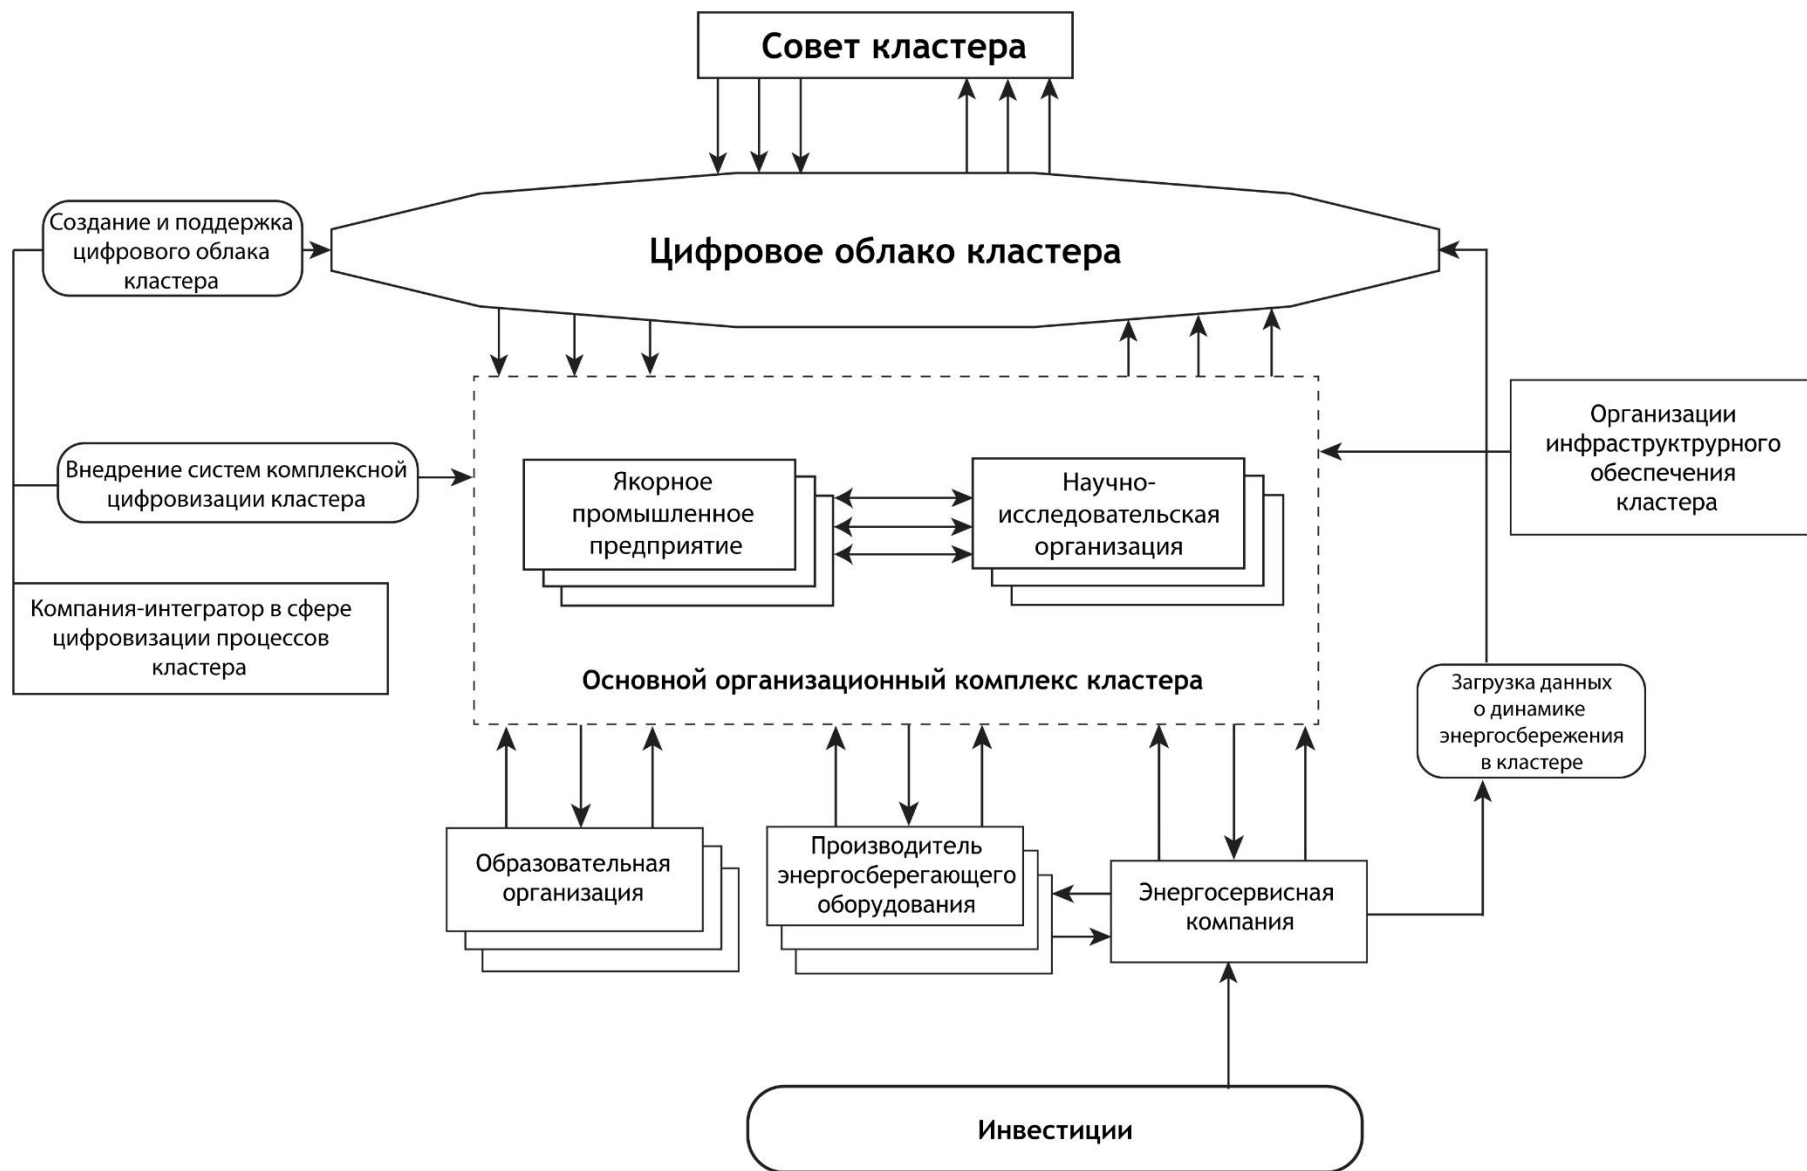 Совет кластера
Создание и поддержка
цифрового облака
кластера
Цифровое облако кластера
Организации
инфраструктрурного
обеспечения
кластера
Внедрение систем комплексной
цифровизации кластера
Якорное
промышленное
предприятие
Научно-
исследовательская
организация
Компания-интегратор в сфере
цифровизации процессов
кластера
Основной организационный комплекс кластера
Загрузка данных
о динамике
энергосбережения
в кластере
Образовательная
организация
Производитель
энергосберегающего
оборудования
Энергосервисная
компания
Инвестиции